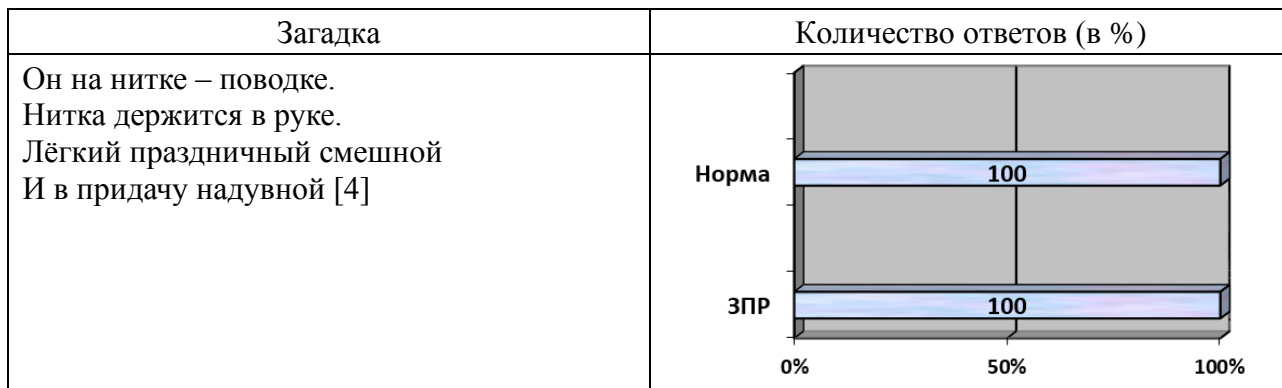 Загадка
Количество ответов (в %)
Он на нитке – поводке.
Нитка держится в руке.
Лёгкий праздничный смешной
И в придачу надувной [4]
Норма
100
ЗПР
100
0%
50%
100%